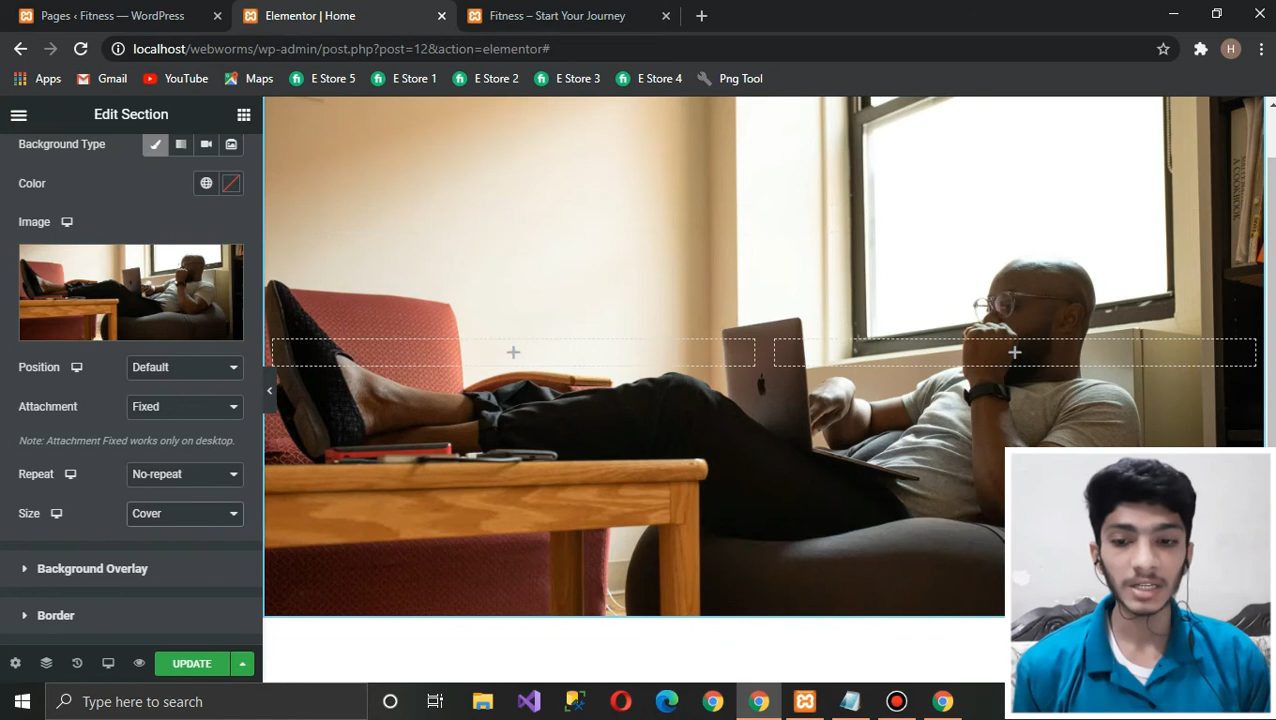 Pages ‹ Fitness — WordPress
Elementor | Home
Fitness – Start Your Journey
localhost/webworms/wp-admin/post.php?post=12&action=elementor#
H
Apps
Gmail
YouTube
Maps
E Store 5
E Store 1
E Store 2
E Store 3
E Store 4
Png Tool
Edit Section
Background Type
Color
Image
Position
Default
Attachment
Fixed
Note: Attachment Fixed works only on desktop.
Repeat
No-repeat
Size
Cover
Background Overlay
Border
UPDATE
Type here to search
A COOKBOOK